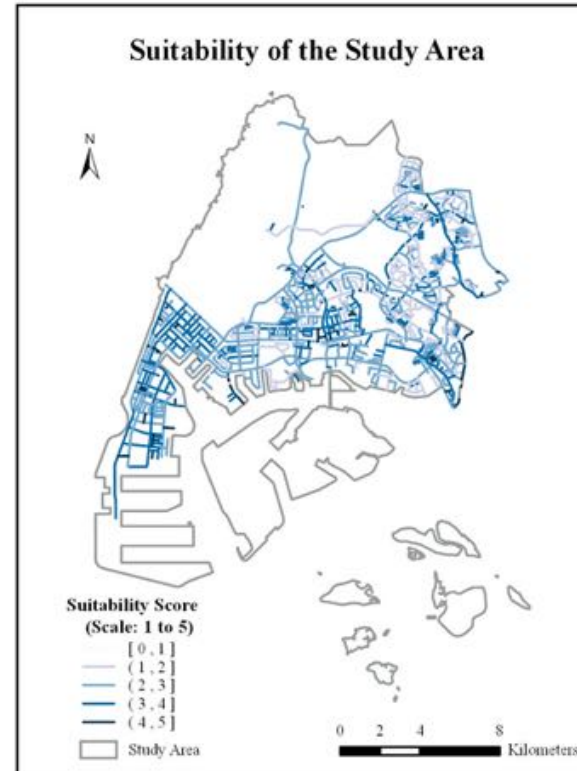 Suitability of the Study Area
N
Suitability Score
(Scale: 1 to 5)
[ 0 , 1 ]
( 1 , 2 ]
( 2 , 3 ]
( 3 , 4 ]
( 4 , 5 ]
Study Area
0 2 4 8
Kilometers